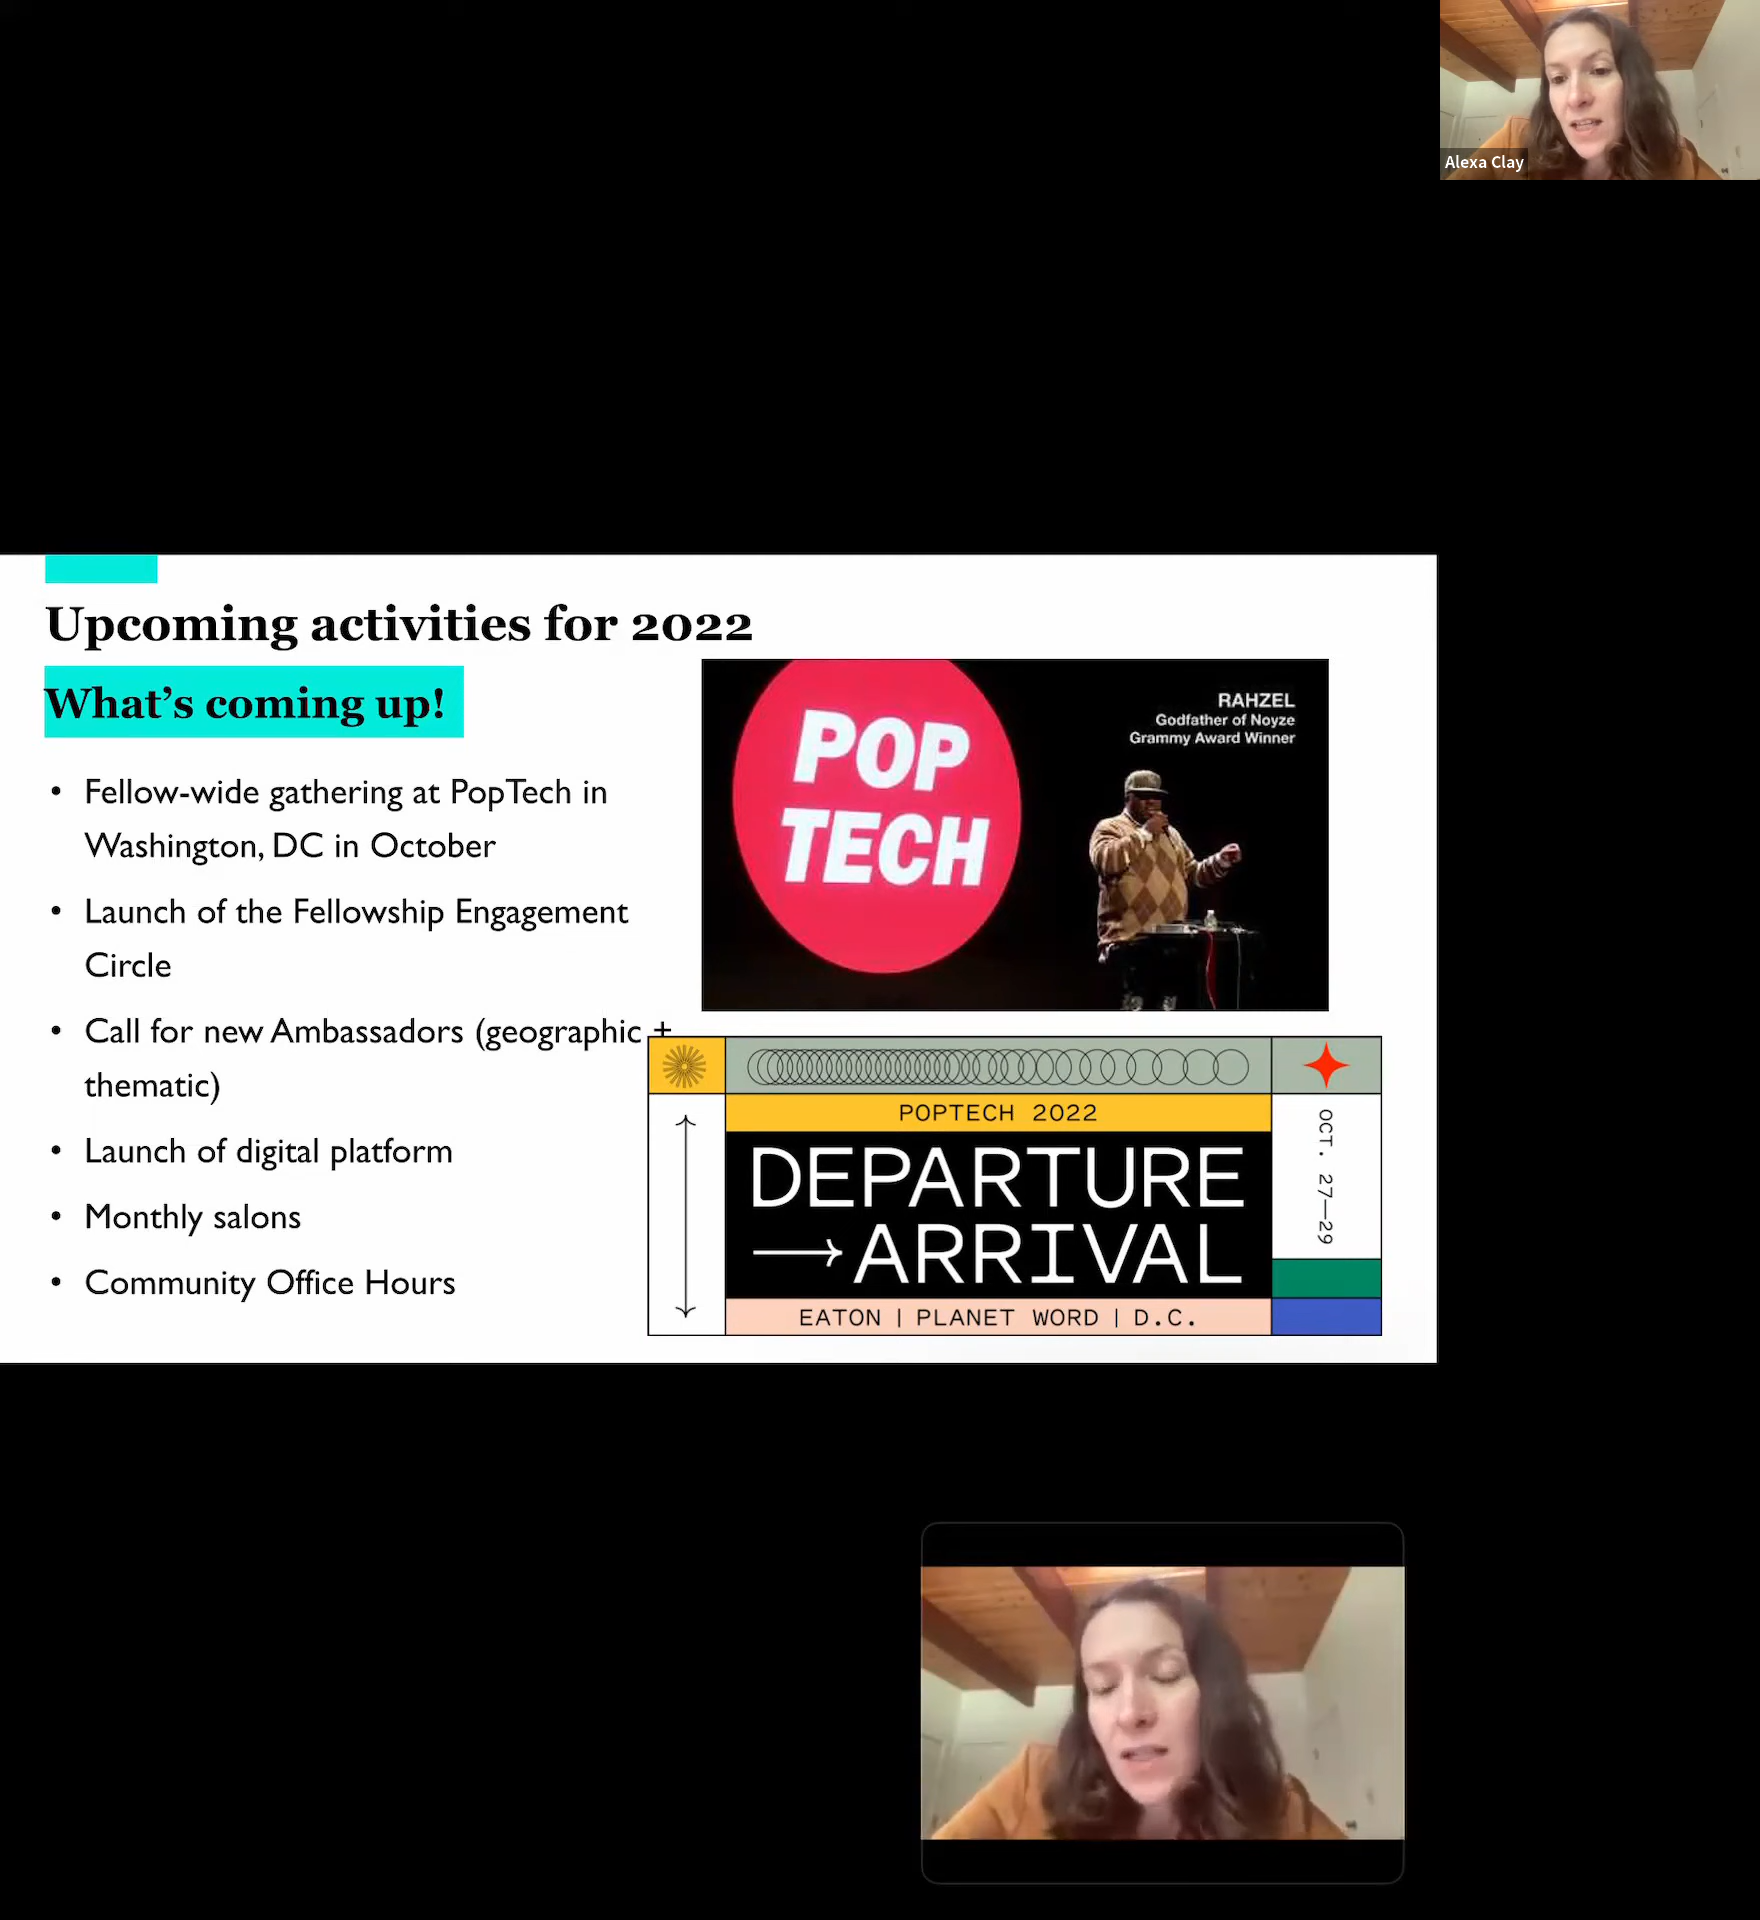 Alexa Clay
Upcoming activities for 2022
What's coming up!
• Fellow-wide gathering at PopTech in
Washington, DC in October
• Launch of the Fellowship Engagement
Circle
• Call for new Ambassadors (geographic +
thematic)
• Launch of digital platform
• Monthly salons
• Community Office Hours
POP
TECH
RAHZEL
Godfather of Noyze
Grammy Award Winner
POPTECH 2022
DEPARTURE
→ARRIVAL
EATON | PLANET WORD | D.C.
OCT. 27—29